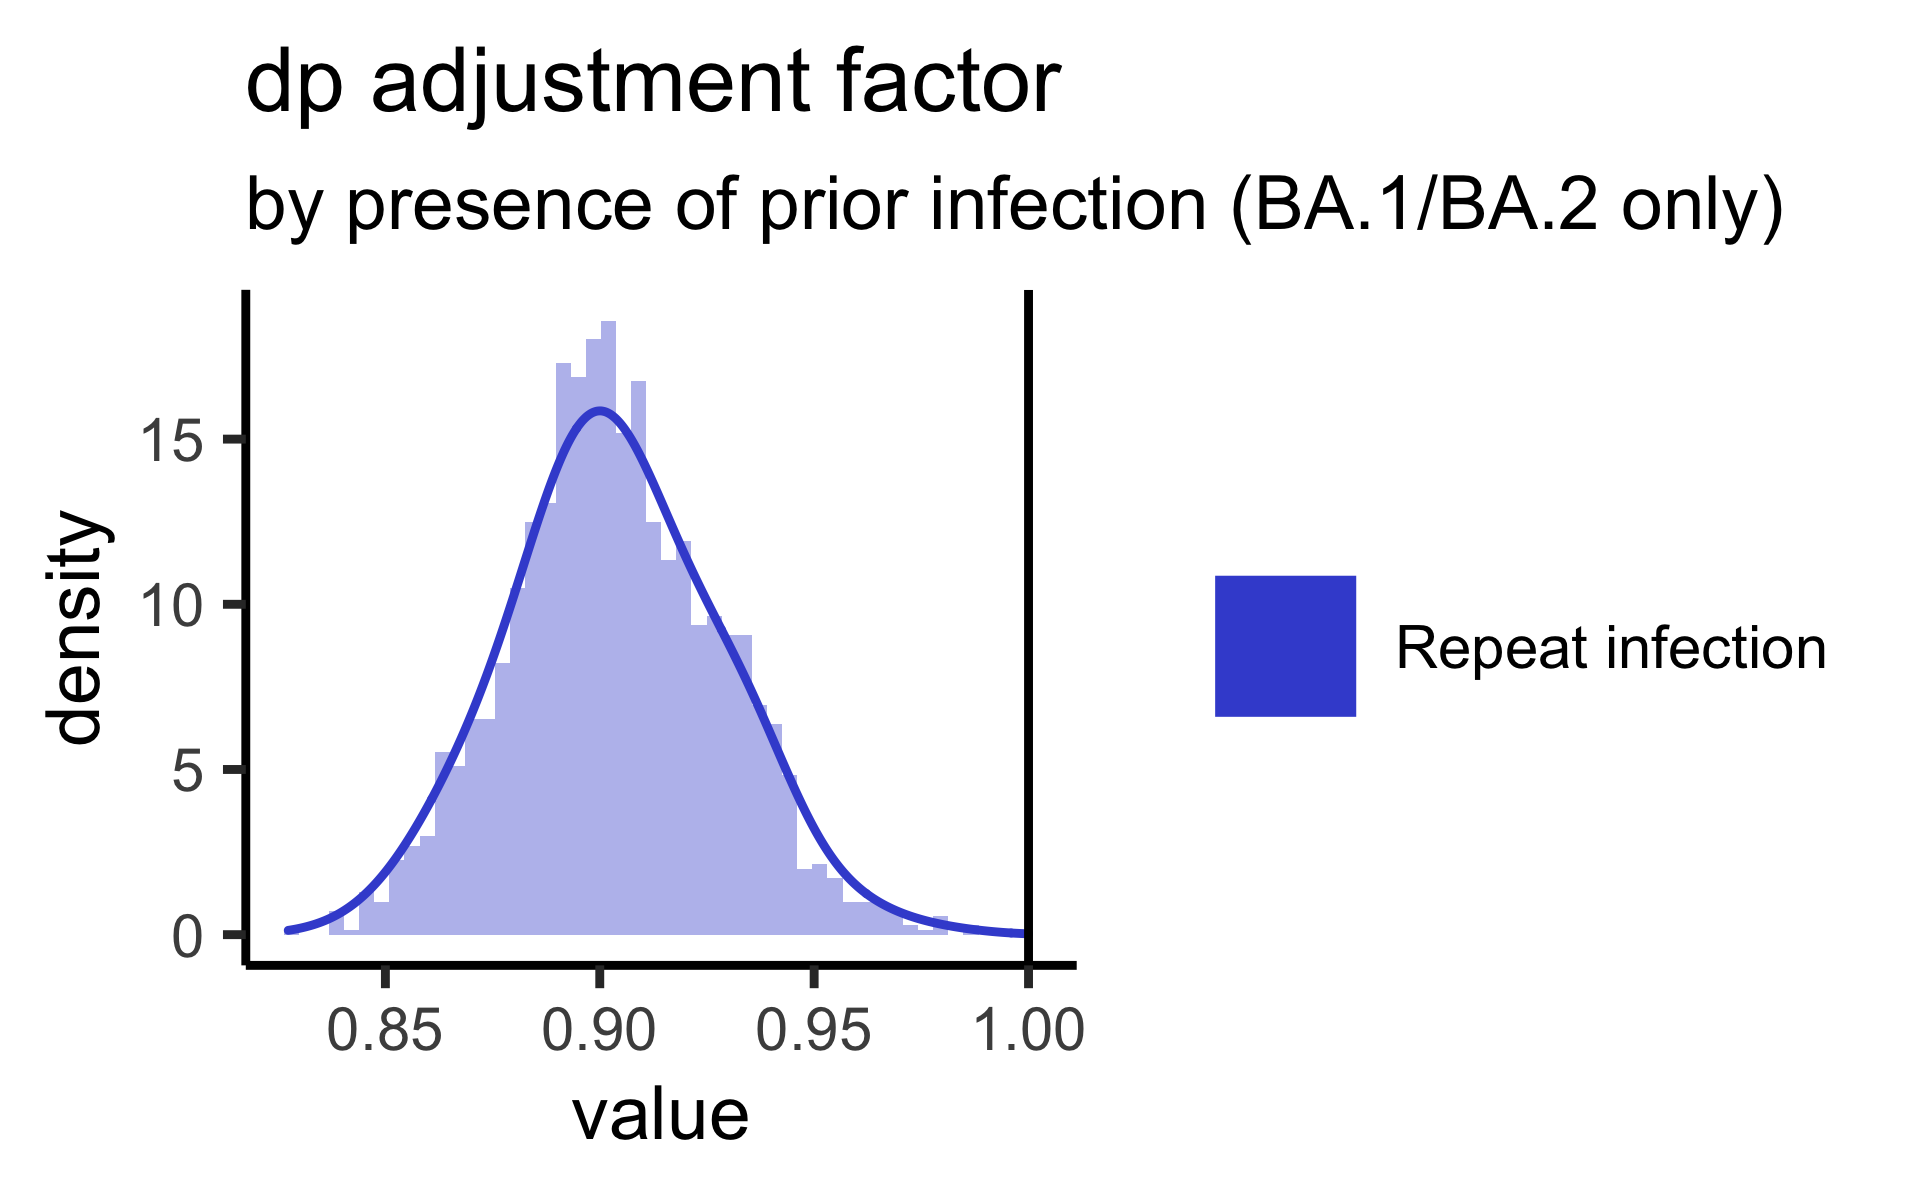 dp adjustment factor
by presence of prior infection (BA.1/BA.2 only)
15
10
5
0
density
0.85 0.90 0.95 1.00
value
Repeat infection